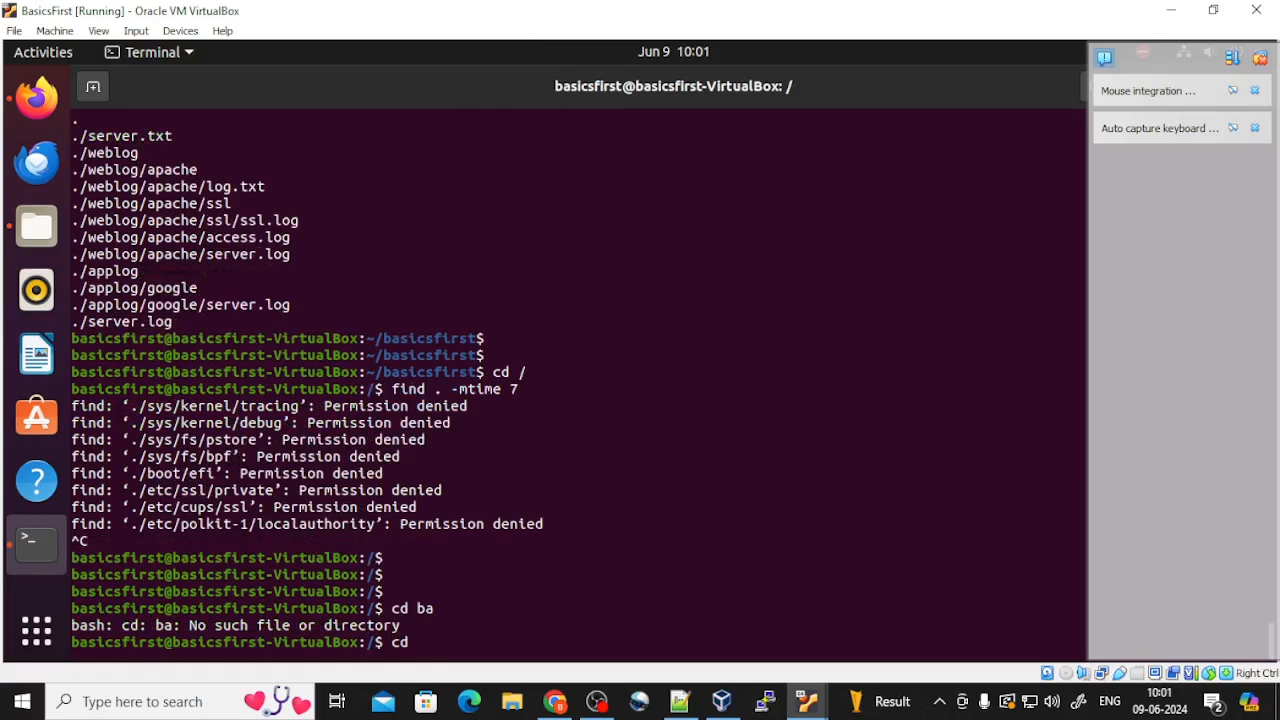 BasicsFirst [Running] - Oracle VM VirtualBox
File Machine View Input Devices Help
Activities Terminal Jun 9 10:01
basicsfirst@basicsfirst-VirtualBox: /
Mouse integration ...
Auto capture keyboard ...
.
./server.txt
./weblog
./weblog/apache
./weblog/apache/log.txt
./weblog/apache/ssl
./weblog/apache/ssl/ssl.log
./weblog/apache/access.log
./weblog/apache/server.log
./applog
./applog/google
./applog/google/server.log
./server.log
basicsfirst@basicsfirst-VirtualBox:~/basicsfirst$
basicsfirst@basicsfirst-VirtualBox:~/basicsfirst$
basicsfirst@basicsfirst-VirtualBox:~/basicsfirst$ cd /
basicsfirst@basicsfirst-VirtualBox:/$ find . -mtime 7
find: ‘./sys/kernel/tracing’: Permission denied
find: ‘./sys/kernel/debug’: Permission denied
find: ‘./sys/fs/pstore’: Permission denied
find: ‘./sys/fs/bpf’: Permission denied
find: ‘./boot/efi’: Permission denied
find: ‘./etc/ssl/private’: Permission denied
find: ‘./etc/cups/ssl’: Permission denied
find: ‘./etc/polkit-1/localauthority’: Permission denied
^C
basicsfirst@basicsfirst-VirtualBox:/$
basicsfirst@basicsfirst-VirtualBox:/$
basicsfirst@basicsfirst-VirtualBox:/$
basicsfirst@basicsfirst-VirtualBox:/$ cd ba
bash: cd: ba: No such file or directory
basicsfirst@basicsfirst-VirtualBox:/$ cd
Right Ctrl
Type here to search
Result
ENG
10:01
09-06-2024
2